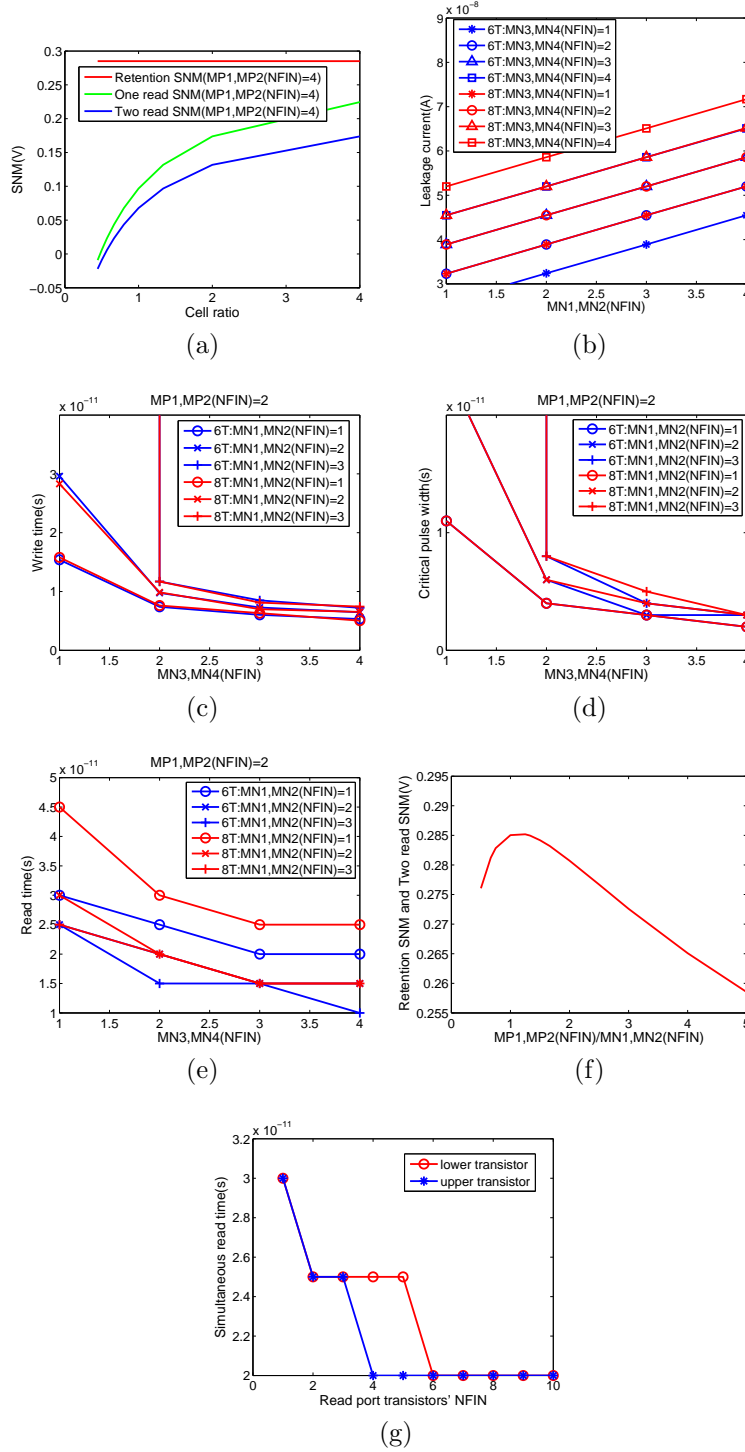 0.3
0.25
0.2
0.15
0.1
0.05
0
−0.05
SNM(V)
Retention SNM(MP1,MP2(NFIN)=4)
One read SNM(MP1,MP2(NFIN)=4)
Two read SNM(MP1,MP2(NFIN)=4)
0 1 2 3 4
Cell ratio
(a)
x 10⁻⁸
9
8
7
6
5
4
3
Leakage current(A)
6T:MN3,MN4(NFIN)=1
6T:MN3,MN4(NFIN)=2
6T:MN3,MN4(NFIN)=3
6T:MN3,MN4(NFIN)=4
8T:MN3,MN4(NFIN)=1
8T:MN3,MN4(NFIN)=2
8T:MN3,MN4(NFIN)=3
8T:MN3,MN4(NFIN)=4
1 1.5 2 2.5 3 3.5 4
MN1,MN2(NFIN)
(b)
x 10⁻¹¹
MP1,MP2(NFIN)=2
3
2
1
0
Write time(s)
6T:MN1,MN2(NFIN)=1
6T:MN1,MN2(NFIN)=2
6T:MN1,MN2(NFIN)=3
8T:MN1,MN2(NFIN)=1
8T:MN1,MN2(NFIN)=2
8T:MN1,MN2(NFIN)=3
1 1.5 2 2.5 3 3.5 4
MN3,MN4(NFIN)
(c)
x 10⁻¹¹
MP1,MP2(NFIN)=2
1
0
Critical pulse width(s)
6T:MN1,MN2(NFIN)=1
6T:MN1,MN2(NFIN)=2
6T:MN1,MN2(NFIN)=3
8T:MN1,MN2(NFIN)=1
8T:MN1,MN2(NFIN)=2
8T:MN1,MN2(NFIN)=3
1 1.5 2 2.5 3 3.5 4
MN3,MN4(NFIN)
(d)
x 10⁻¹¹
MP1,MP2(NFIN)=2
5
4.5
4
3.5
3
2.5
2
1.5
1
Read time(s)
6T:MN1,MN2(NFIN)=1
6T:MN1,MN2(NFIN)=2
6T:MN1,MN2(NFIN)=3
8T:MN1,MN2(NFIN)=1
8T:MN1,MN2(NFIN)=2
8T:MN1,MN2(NFIN)=3
1 1.5 2 2.5 3 3.5 4
MN3,MN4(NFIN)
(e)
0.295
0.29
0.285
0.28
0.275
0.27
0.265
0.26
0.255
Retention SNM and Two read SNM(V)
0 1 2 3 4 5
MP1,MP2(NFIN)/MN1,MN2(NFIN)
(f)
x 10⁻¹¹
3.2
3
2.8
2.6
2.4
2.2
2
Simultaneous read time(s)
lower transistor
upper transistor
0 2 4 6 8 10
Read port transistors' NFIN
(g)